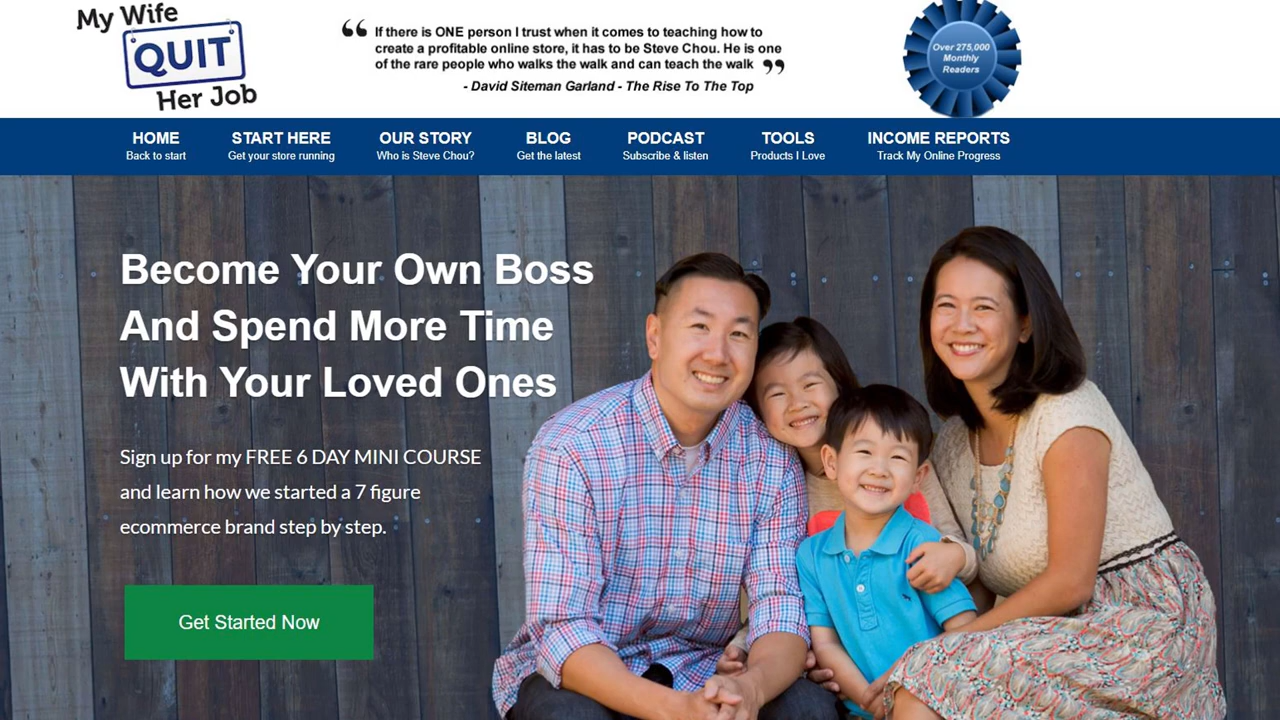 My Wife
QUIT
Her Job
“ If there is ONE person I trust when it comes to teaching how to
create a profitable online store, it has to be Steve Chou. He is one
of the rare people who walks the walk and can teach the walk ”
- David Siteman Garland - The Rise To The Top
Over 275,000
Monthly
Readers
HOME START HERE OUR STORY BLOG PODCAST TOOLS INCOME REPORTS
Back to start Get your store running Who is Steve Chou? Get the latest Subscribe & listen Products I Love Track My Online Progress
Become Your Own Boss
And Spend More Time
With Your Loved Ones
Sign up for my FREE 6 DAY MINI COURSE
and learn how we started a 7 figure
ecommerce brand step by step.
Get Started Now